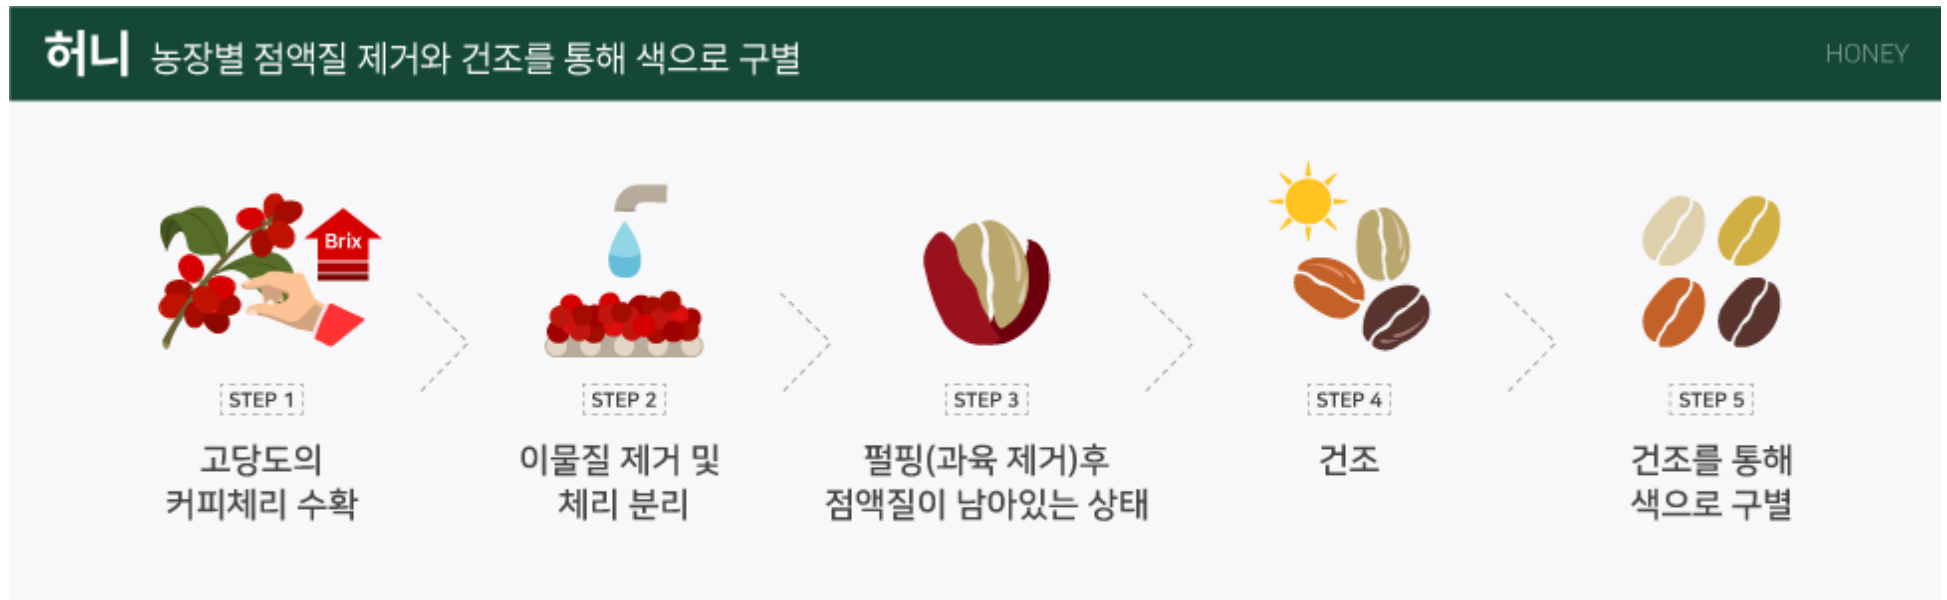 허니 농장별 점액질 제거와 건조를 통해 색으로 구별
HONEY
Brix
STEP 1
고당도의
커피체리 수확
STEP 2
이물질 제거 및
체리 분리
STEP 3
펄핑(과육 제거)후
점액질이 남아있는 상태
STEP 4
건조
STEP 5
건조를 통해
색으로 구별